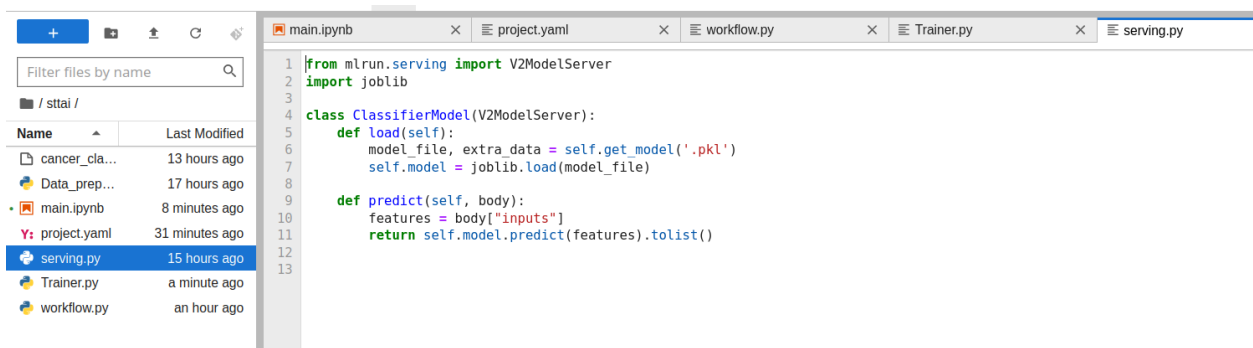 +
Filter files by name
/ sttai /
Name Last Modified
cancer_cla... 13 hours ago
Data_prep... 17 hours ago
main.ipynb 8 minutes ago
Y: project.yaml 31 minutes ago
serving.py 15 hours ago
Trainer.py a minute ago
workflow.py an hour ago
main.ipynb × project.yaml × workflow.py × Trainer.py × serving.py
1 from mlrun.serving import V2ModelServer
2 import joblib
3
4 class ClassifierModel(V2ModelServer):
5     def load(self):
6         model_file, extra_data = self.get_model('.pkl')
7         self.model = joblib.load(model_file)
8
9     def predict(self, body):
10         features = body["inputs"]
11         return self.model.predict(features).tolist()
12
13